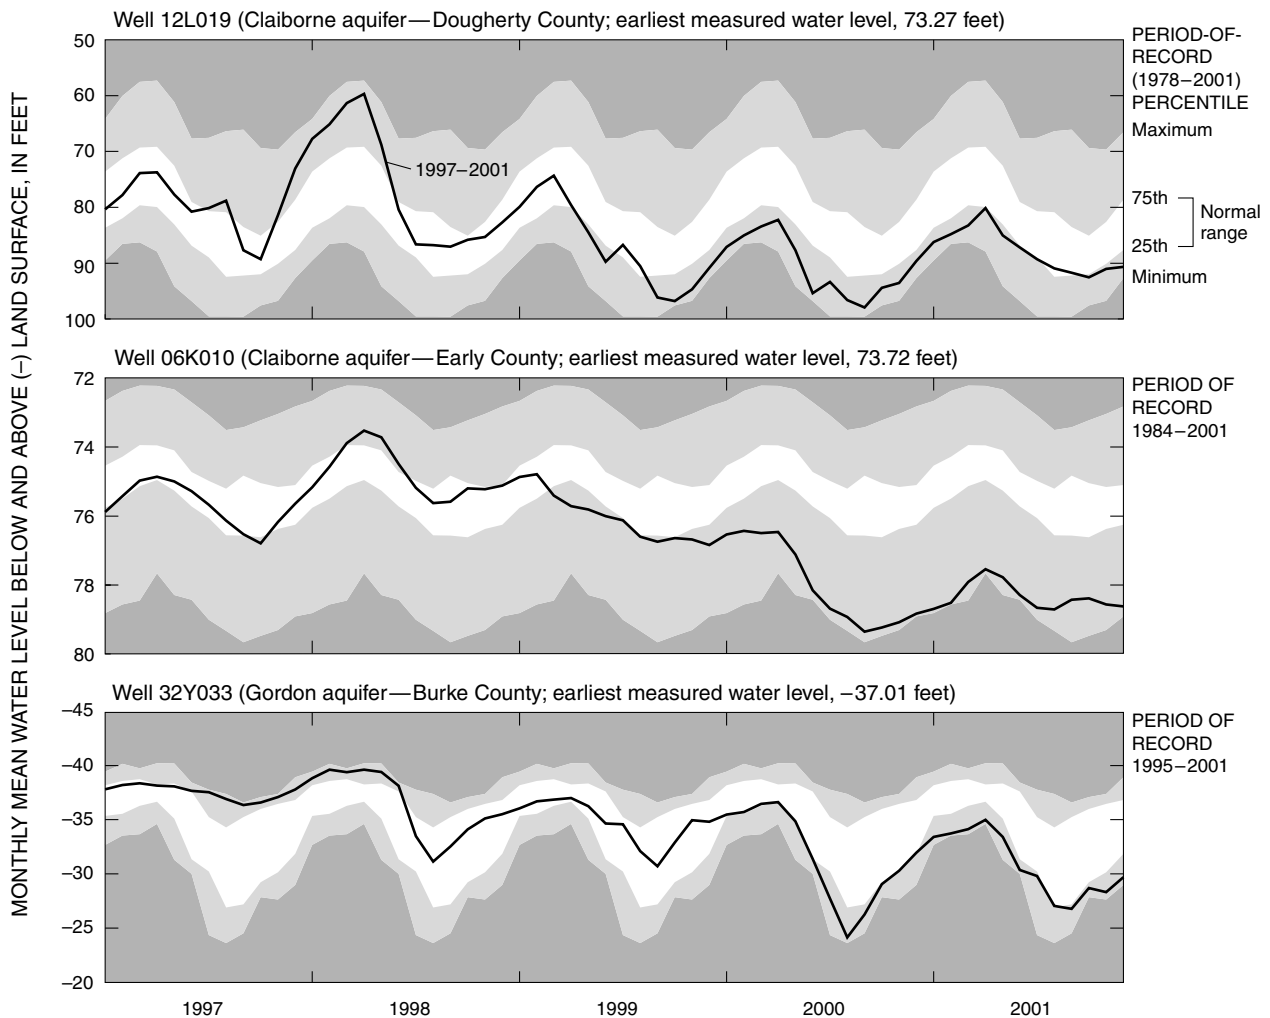 MONTHLY MEAN WATER LEVEL BELOW AND ABOVE (−) LAND SURFACE, IN FEET
Well 12L019 (Claiborne aquifer—Dougherty County; earliest measured water level, 73.27 feet)
50
60
70
80
90
100
1997−2001
PERIOD-OF-
RECORD
(1978−2001)
PERCENTILE
Maximum
75th
25th
Normal
range
Minimum
Well 06K010 (Claiborne aquifer—Early County; earliest measured water level, 73.72 feet)
72
74
76
78
80
PERIOD OF
RECORD
1984−2001
Well 32Y033 (Gordon aquifer—Burke County; earliest measured water level, −37.01 feet)
−45
−40
−35
−30
−25
−20
PERIOD OF
RECORD
1995−2001
1997 1998 1999 2000 2001